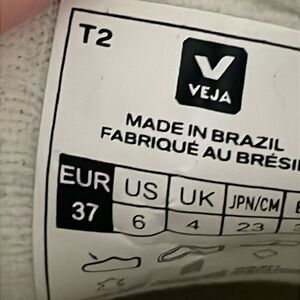 T2
VEJA
MADE IN BRAZIL
FABRIQUÉ AU BRÉSIL
EUR US UK JPN/CM
37 6 4 23